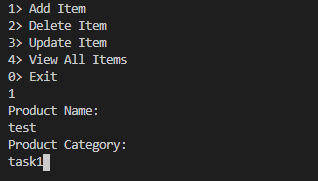 1> Add Item
2> Delete Item
3> Update Item
4> View All Items
0> Exit
1
Product Name:
test
Product Category:
task1